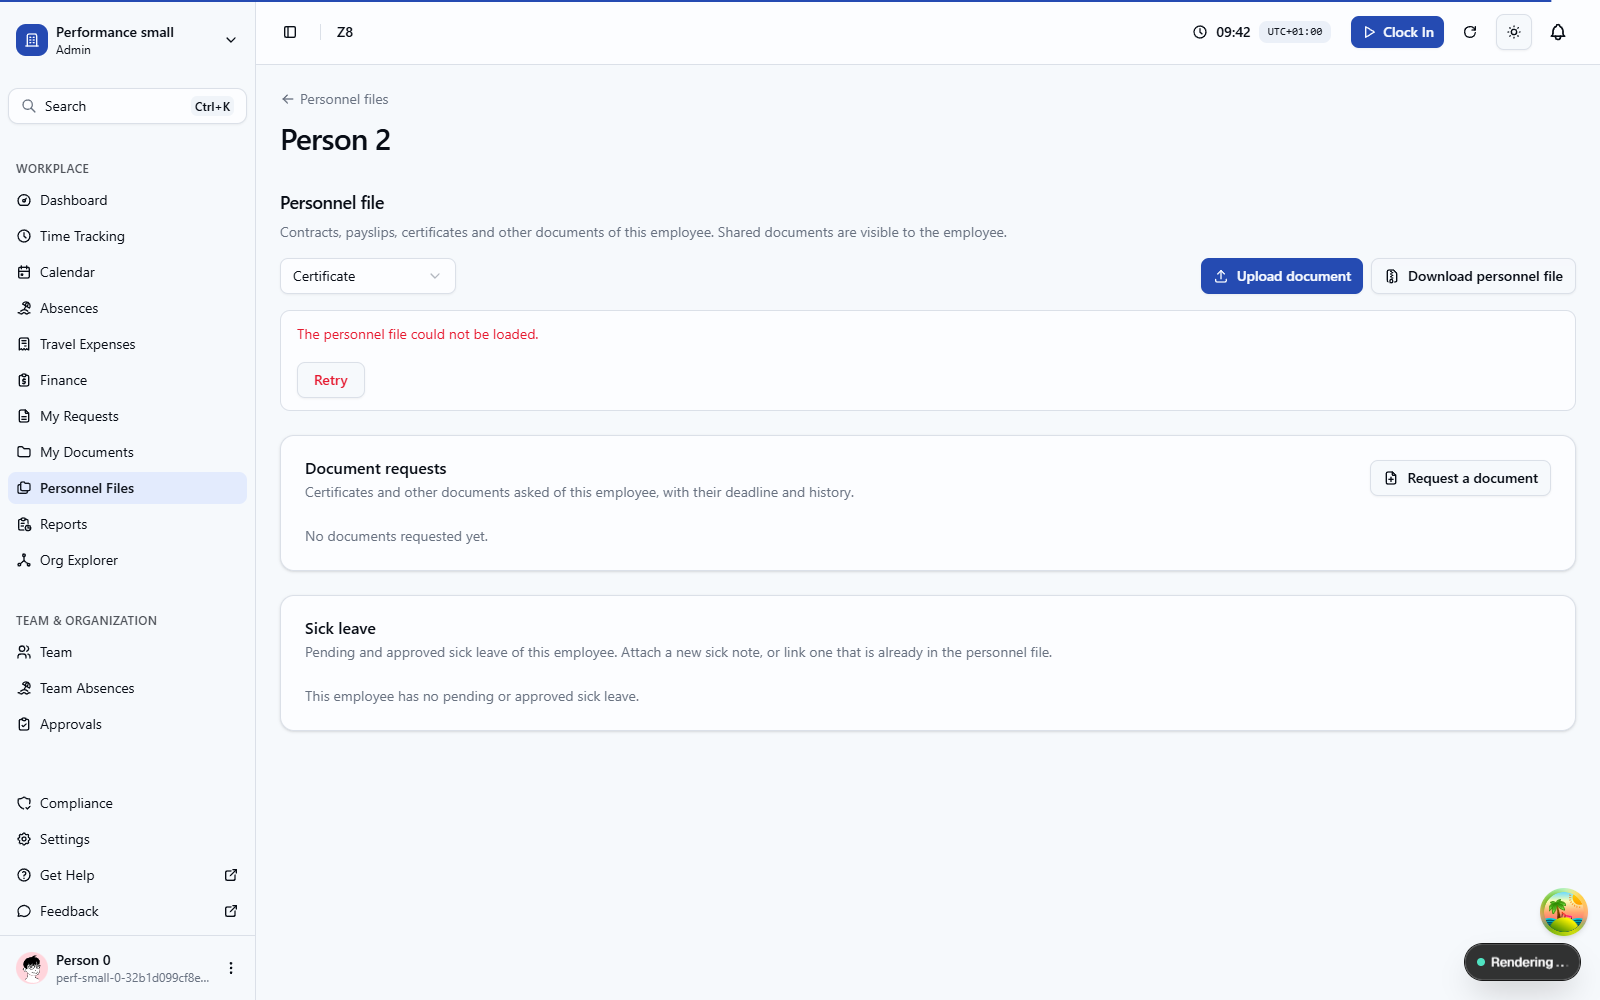 Performance small
Admin
Search
Ctrl+K
WORKPLACE
Dashboard
Time Tracking
Calendar
Absences
Travel Expenses
Finance
My Requests
My Documents
Personnel Files
Reports
Org Explorer
TEAM & ORGANIZATION
Team
Team Absences
Approvals
Compliance
Settings
Get Help
Feedback
Person 0
perf-small-0-32b1d099cf8e...
Z8
09:42
UTC+01:00
Clock In
Personnel files
Person 2
Personnel file
Contracts, payslips, certificates and other documents of this employee. Shared documents are visible to the employee.
Certificate
Upload document
Download personnel file
The personnel file could not be loaded.
Retry
Document requests
Certificates and other documents asked of this employee, with their deadline and history.
Request a document
No documents requested yet.
Sick leave
Pending and approved sick leave of this employee. Attach a new sick note, or link one that is already in the personnel file.
This employee has no pending or approved sick leave.
Rendering ...